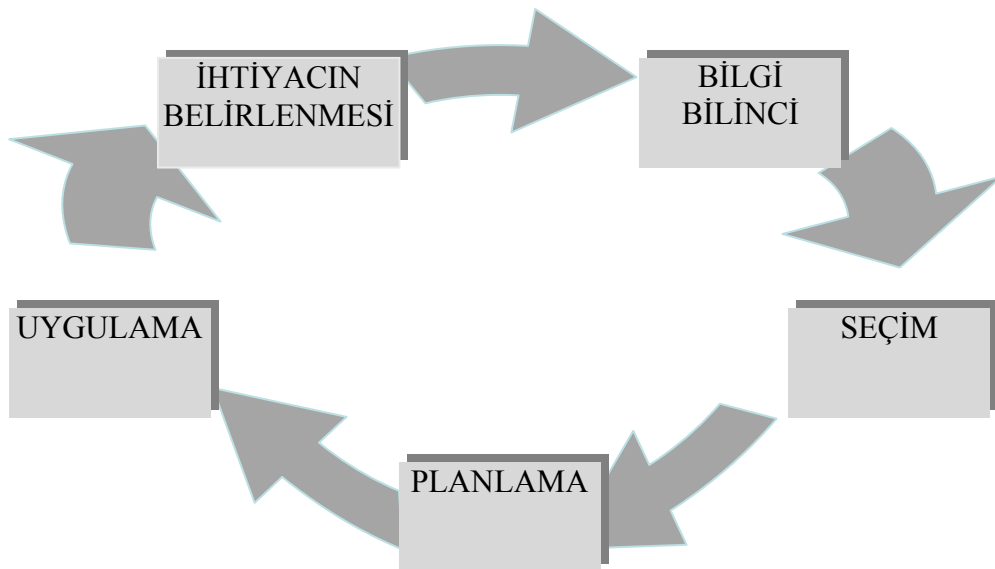 İHTİYACIN
BELİRLENMESİ
BİLGİ
BİLİNCİ
SEÇİM
PLANLAMA
UYGULAMA